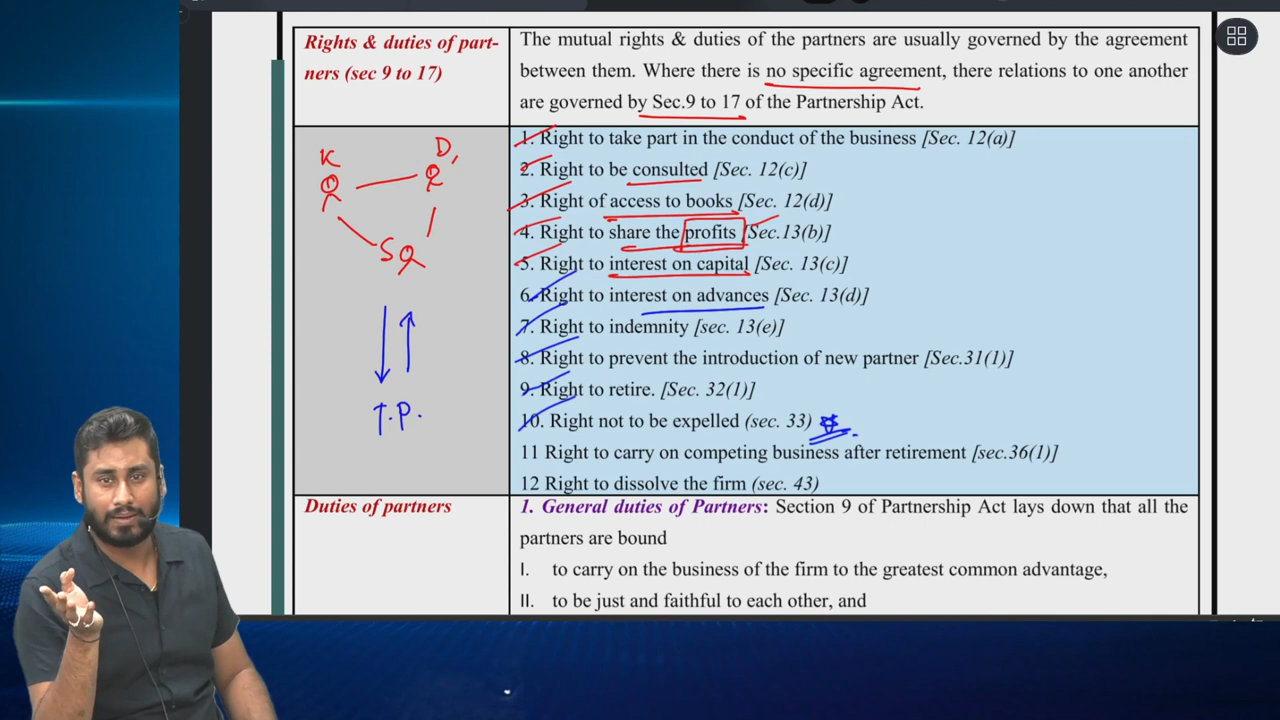 Rights & duties of part-
ners (sec 9 to 17)
The mutual rights & duties of the partners are usually governed by the agreement
between them. Where there is no specific agreement, there relations to one another
are governed by Sec.9 to 17 of the Partnership Act.
K
D,
S
T.P.
1. Right to take part in the conduct of the business [Sec. 12(a)]
2. Right to be consulted [Sec. 12(c)]
3. Right of access to books [Sec. 12(d)]
4. Right to share the profits [Sec.13(b)]
5. Right to interest on capital [Sec. 13(c)]
6. Right to interest on advances [Sec. 13(d)]
7. Right to indemnity [sec. 13(e)]
8. Right to prevent the introduction of new partner [Sec.31(1)]
9. Right to retire. [Sec. 32(1)]
10. Right not to be expelled (sec. 33)
11 Right to carry on competing business after retirement [sec.36(1)]
12 Right to dissolve the firm (sec. 43)
Duties of partners
1. General duties of Partners: Section 9 of Partnership Act lays down that all the
partners are bound
I. to carry on the business of the firm to the greatest common advantage,
II. to be just and faithful to each other, and